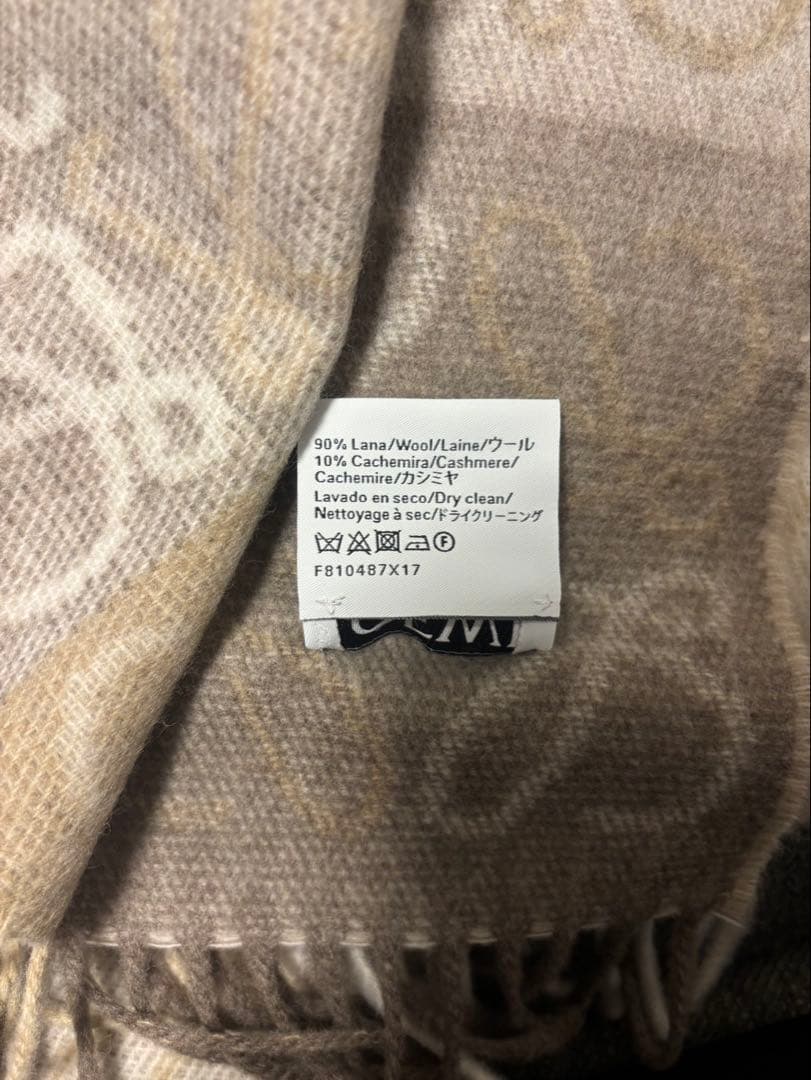 90% Lana/Wool/Laine/ウール
10% Cachemira/Cashmere/
Cachemire/カシミヤ
Lavado en seco/Dry clean/
Nettoyage à sec/ドライクリーニング
F
F810487X17